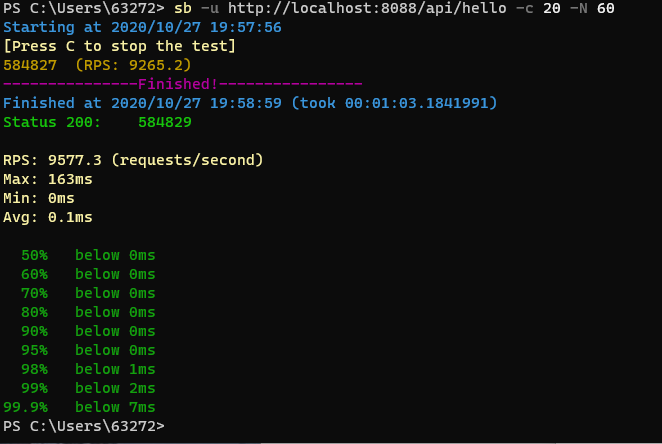 PS C:\Users\63272> sb -u http://localhost:8088/api/hello -c 20 -N 60
Starting at 2020/10/27 19:57:56
[Press C to stop the test]
584827  (RPS: 9265.2)
---------------Finished!----------------
Finished at 2020/10/27 19:58:59 (took 00:01:03.1841991)
Status 200:    584829

RPS: 9577.3 (requests/second)
Max: 163ms
Min: 0ms
Avg: 0.1ms

  50%   below 0ms
  60%   below 0ms
  70%   below 0ms
  80%   below 0ms
  90%   below 0ms
  95%   below 0ms
  98%   below 1ms
  99%   below 2ms
99.9%   below 7ms
PS C:\Users\63272>